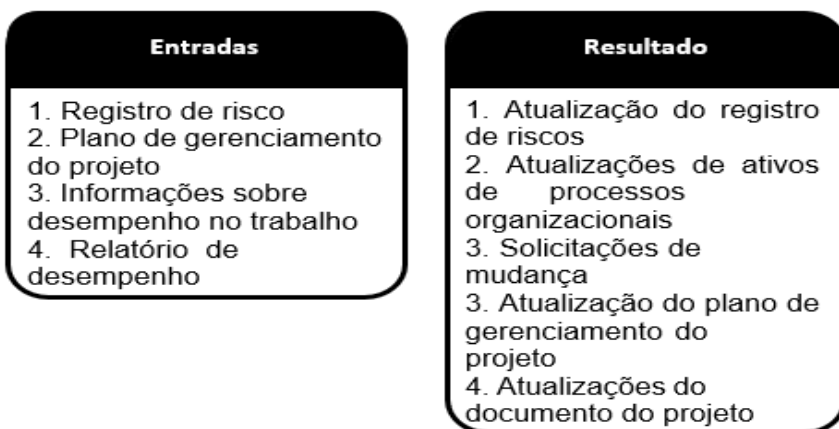 Entradas
1. Registro de risco
2. Plano de gerenciamento
do projeto
3. Informações sobre
desempenho no trabalho
4. Relatório de
desempenho
Resultado
1. Atualização do registro
de riscos
2. Atualizações de ativos
de processos
organizacionais
3. Solicitações de
mudança
3. Atualização do plano de
gerenciamento do
projeto
4. Atualizações do
documento do projeto